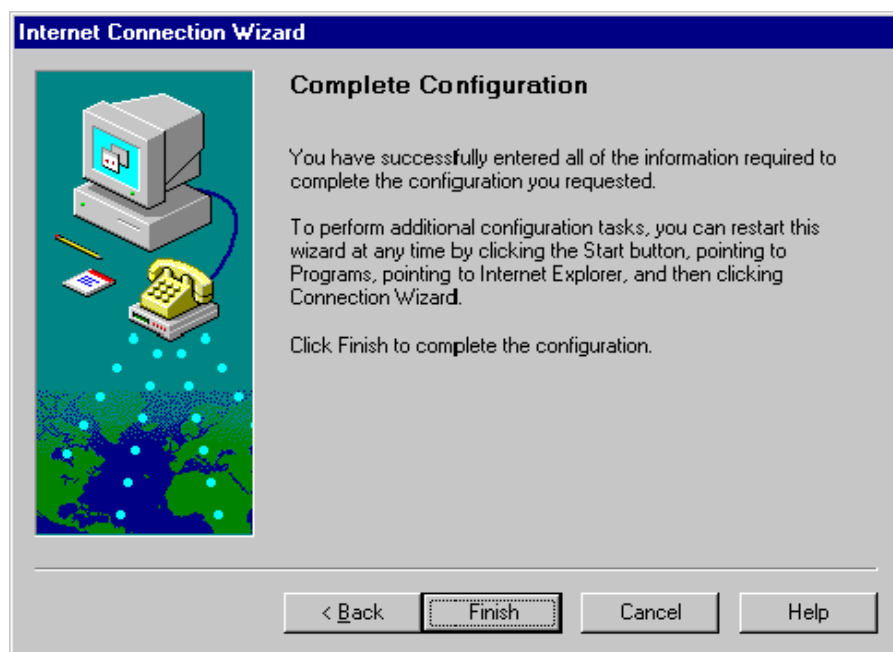 Internet Connection Wizard
Complete Configuration
You have successfully entered all of the information required to
complete the configuration you requested.
To perform additional configuration tasks, you can restart this
wizard at any time by clicking the Start button, pointing to
Programs, pointing to Internet Explorer, and then clicking
Connection Wizard.
Click Finish to complete the configuration.
< Back Finish Cancel Help